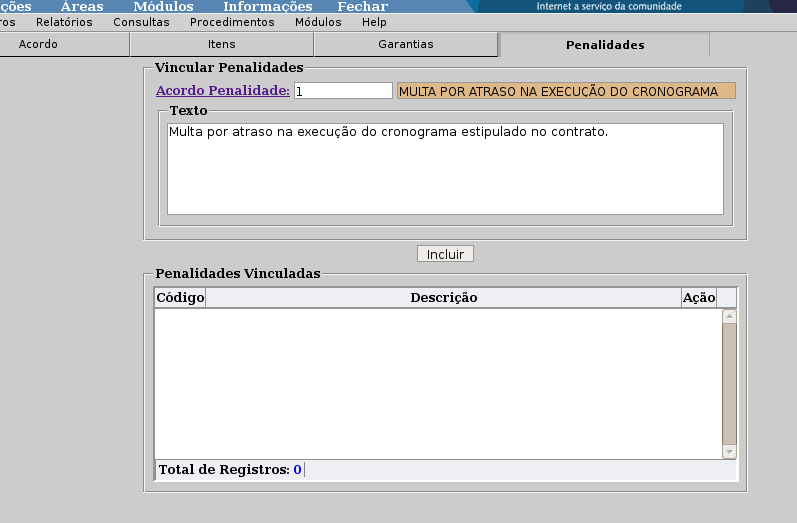 ções Áreas Módulos Informações Fechar Internet a serviço da comunidade
ros Relatórios Consultas Procedimentos Módulos Help
Acordo Itens Garantias Penalidades
Vincular Penalidades
Acordo Penalidade: 1 MULTA POR ATRASO NA EXECUÇÃO DO CRONOGRAMA
Texto
Multa por atraso na execução do cronograma estipulado no contrato.
Incluir
Penalidades Vinculadas
Código Descrição Ação
Total de Registros: 0